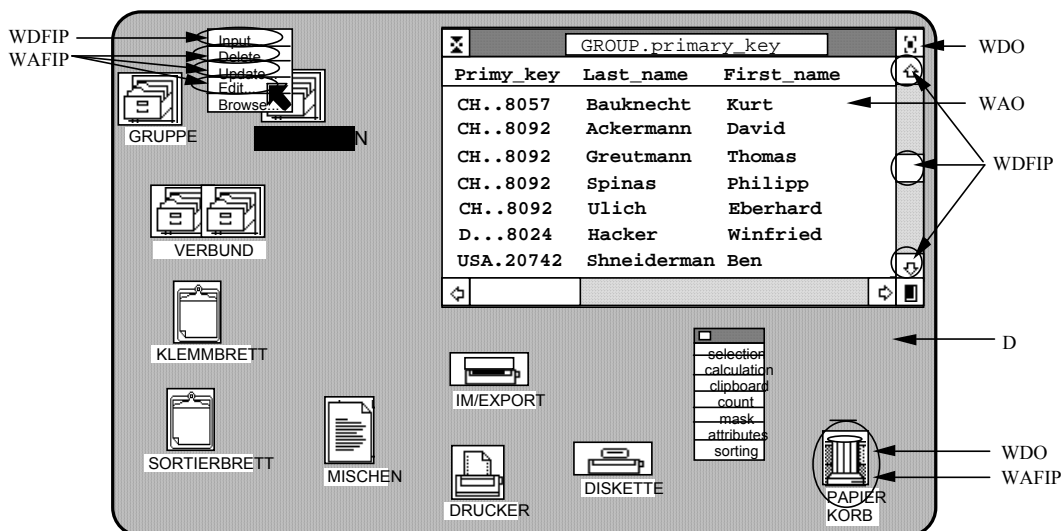 WDFIP
WAFIP
Input
Delete
Update
Edit...
Browse...
GRUPPE
N
VERBUND
KLEMMBRETT
SORTIERBRETT
MISCHEN
IM/EXPORT
DRUCKER
DISKETTE
GROUP.primary_key
Primy_key Last_name First_name
CH..8057 Bauknecht Kurt
CH..8092 Ackermann David
CH..8092 Greutmann Thomas
CH..8092 Spinas Philipp
CH..8092 Ulich Eberhard
D...8024 Hacker Winfried
USA.20742 Shneiderman Ben
selection
calculation
clipboard
count
mask
attributes
sorting
PAPIER
KORB
WDO
WAO
WDFIP
D
WDO
WAFIP